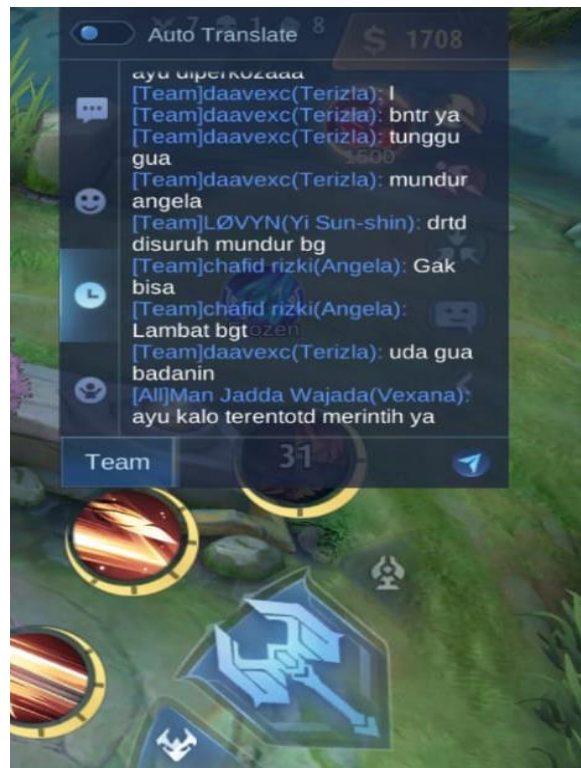 8
Auto Translate
$ 1708
ayu diperkozaaa
[Team]daavexc(Terizla): l
[Team]daavexc(Terizla): bntr ya
[Team]daavexc(Terizla): tunggu
gua
1600
[Team]daavexc(Terizla): mundur
angela
[Team]LØVYN(Yi Sun-shin): drtd
disuruh mundur bg
[Team]chafid rizki(Angela): Gak
bisa
[Team]chafid rizki(Angela):
Lambat bgt
[Team]daavexc(Terizla): uda gua
badanin
[All]Man Jadda Wajada(Vexana):
ayu kalo terentotd merintih ya
Team
31